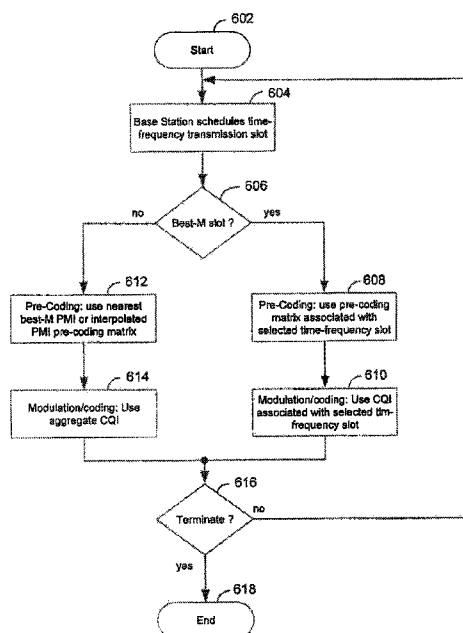 602
Start
604
Base Station schedules time-
frequency transmission slot
606
Best-M slot ?
no
yes
612
Pre-Coding: use nearest
best-M PMI or interpolated
PMI pre-coding matrix
608
Pre-Coding: use pre-coding
matrix associated with
selected time-frequency slot
614
Modulation/coding: Use
aggregate CQI
610
Modulation/coding: Use CQI
associated with selected tim-
frequency slot
616
Terminate ?
no
yes
618
End